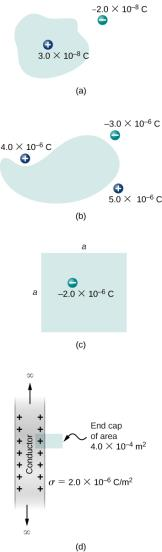 −2.0 × 10⁻⁸ C
3.0 × 10⁻⁸ C
(a)
−3.0 × 10⁻⁶ C
4.0 × 10⁻⁶ C
5.0 10⁻⁶ C
(b)
a
a
−2.0 × 10⁻⁶ C
(c)
∞
Conductor
End cap
of area
4.0 × 10⁻⁴ m²
σ = 2.0 × 10⁻⁶ C/m²
∞
(d)